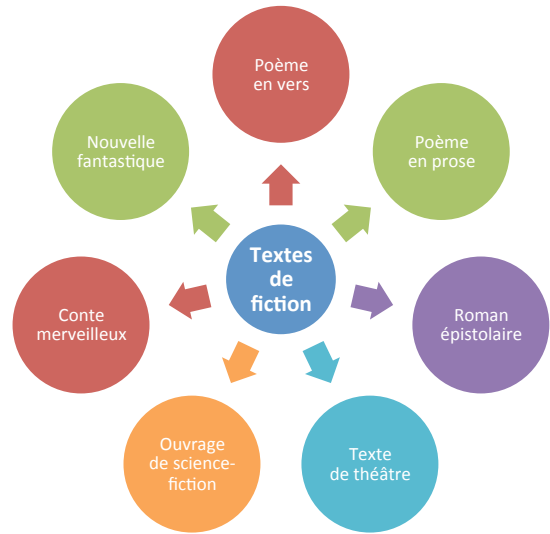 Poème
en vers
Poème
en prose
Roman
épistolaire
Texte
de théâtre
Ouvrage
de science-
fiction
Conte
merveilleux
Nouvelle
fantastique
Textes
de
fiction